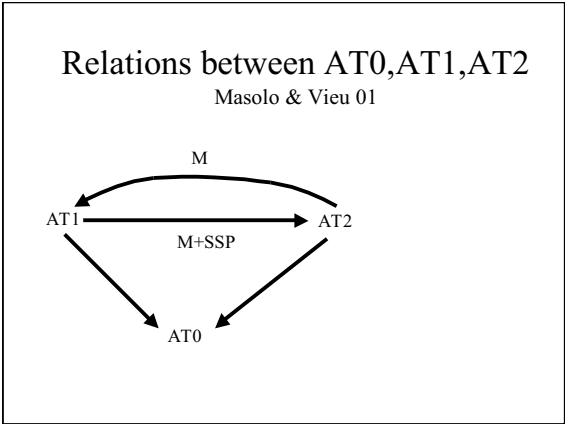 Relations between AT0,AT1,AT2
Masolo & Vieu 01
M
AT1
AT2
M+SSP
AT0